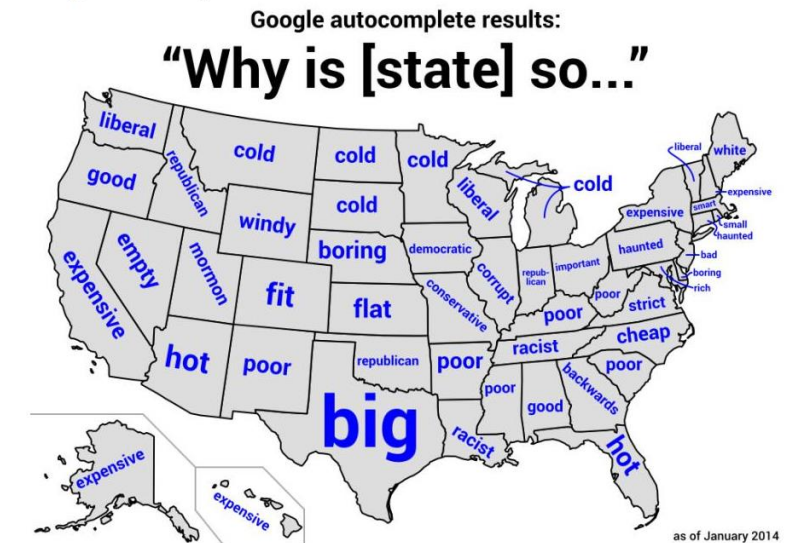 Google autocomplete results:
“Why is [state] so...”
liberal
cold
cold
cold
good
republican
windy
cold
liberal
cold
liberal
white
expensive
expensive
smart
small
haunted
expensive
empty
mormon
boring
democratic
corrupt
repub-
lican
important
haunted
bad
boring
rich
fit
flat
conservative
poor
poor
strict
hot
poor
republican
poor
racist
cheap
poor
big
racist
poor
good
backwards
hot
expensive
expensive
as of January 2014